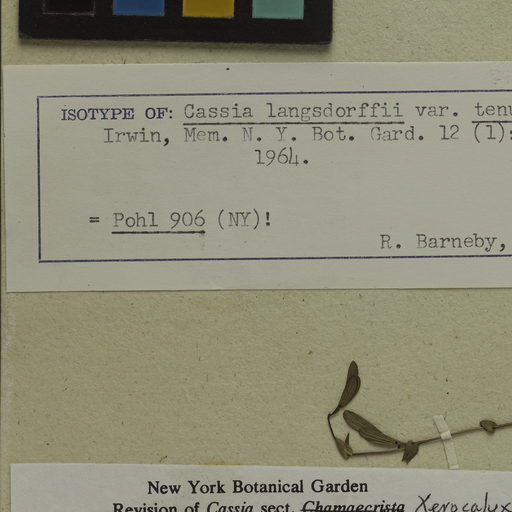 ISOTYPE OF: Cassia langsdorffii var. tenu
Irwin, Mem. N. Y. Bot. Gard. 12 (1):
1964.
= Pohl 906 (NY)!
R. Barneby,
New York Botanical Garden
Revision of Cassia sect. Chamaecrista Xerocalyx